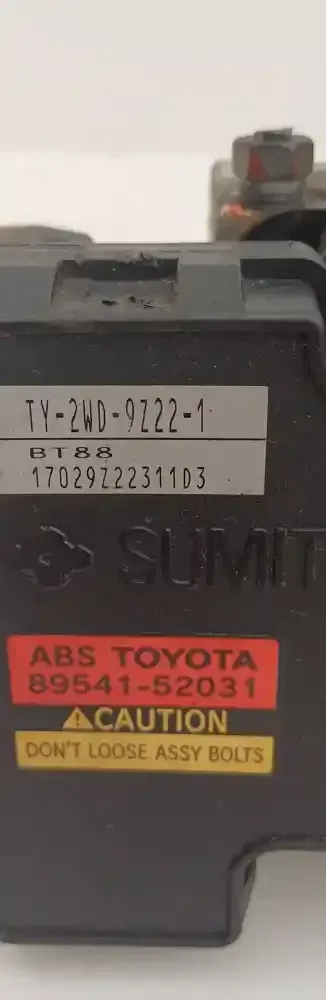 TY-2WD-9Z22-1
BT88
17029Z22311D3
SUMIT
ABS TOYOTA
89541-52031
⚠CAUTION
DON'T LOOSE ASSY BOLTS